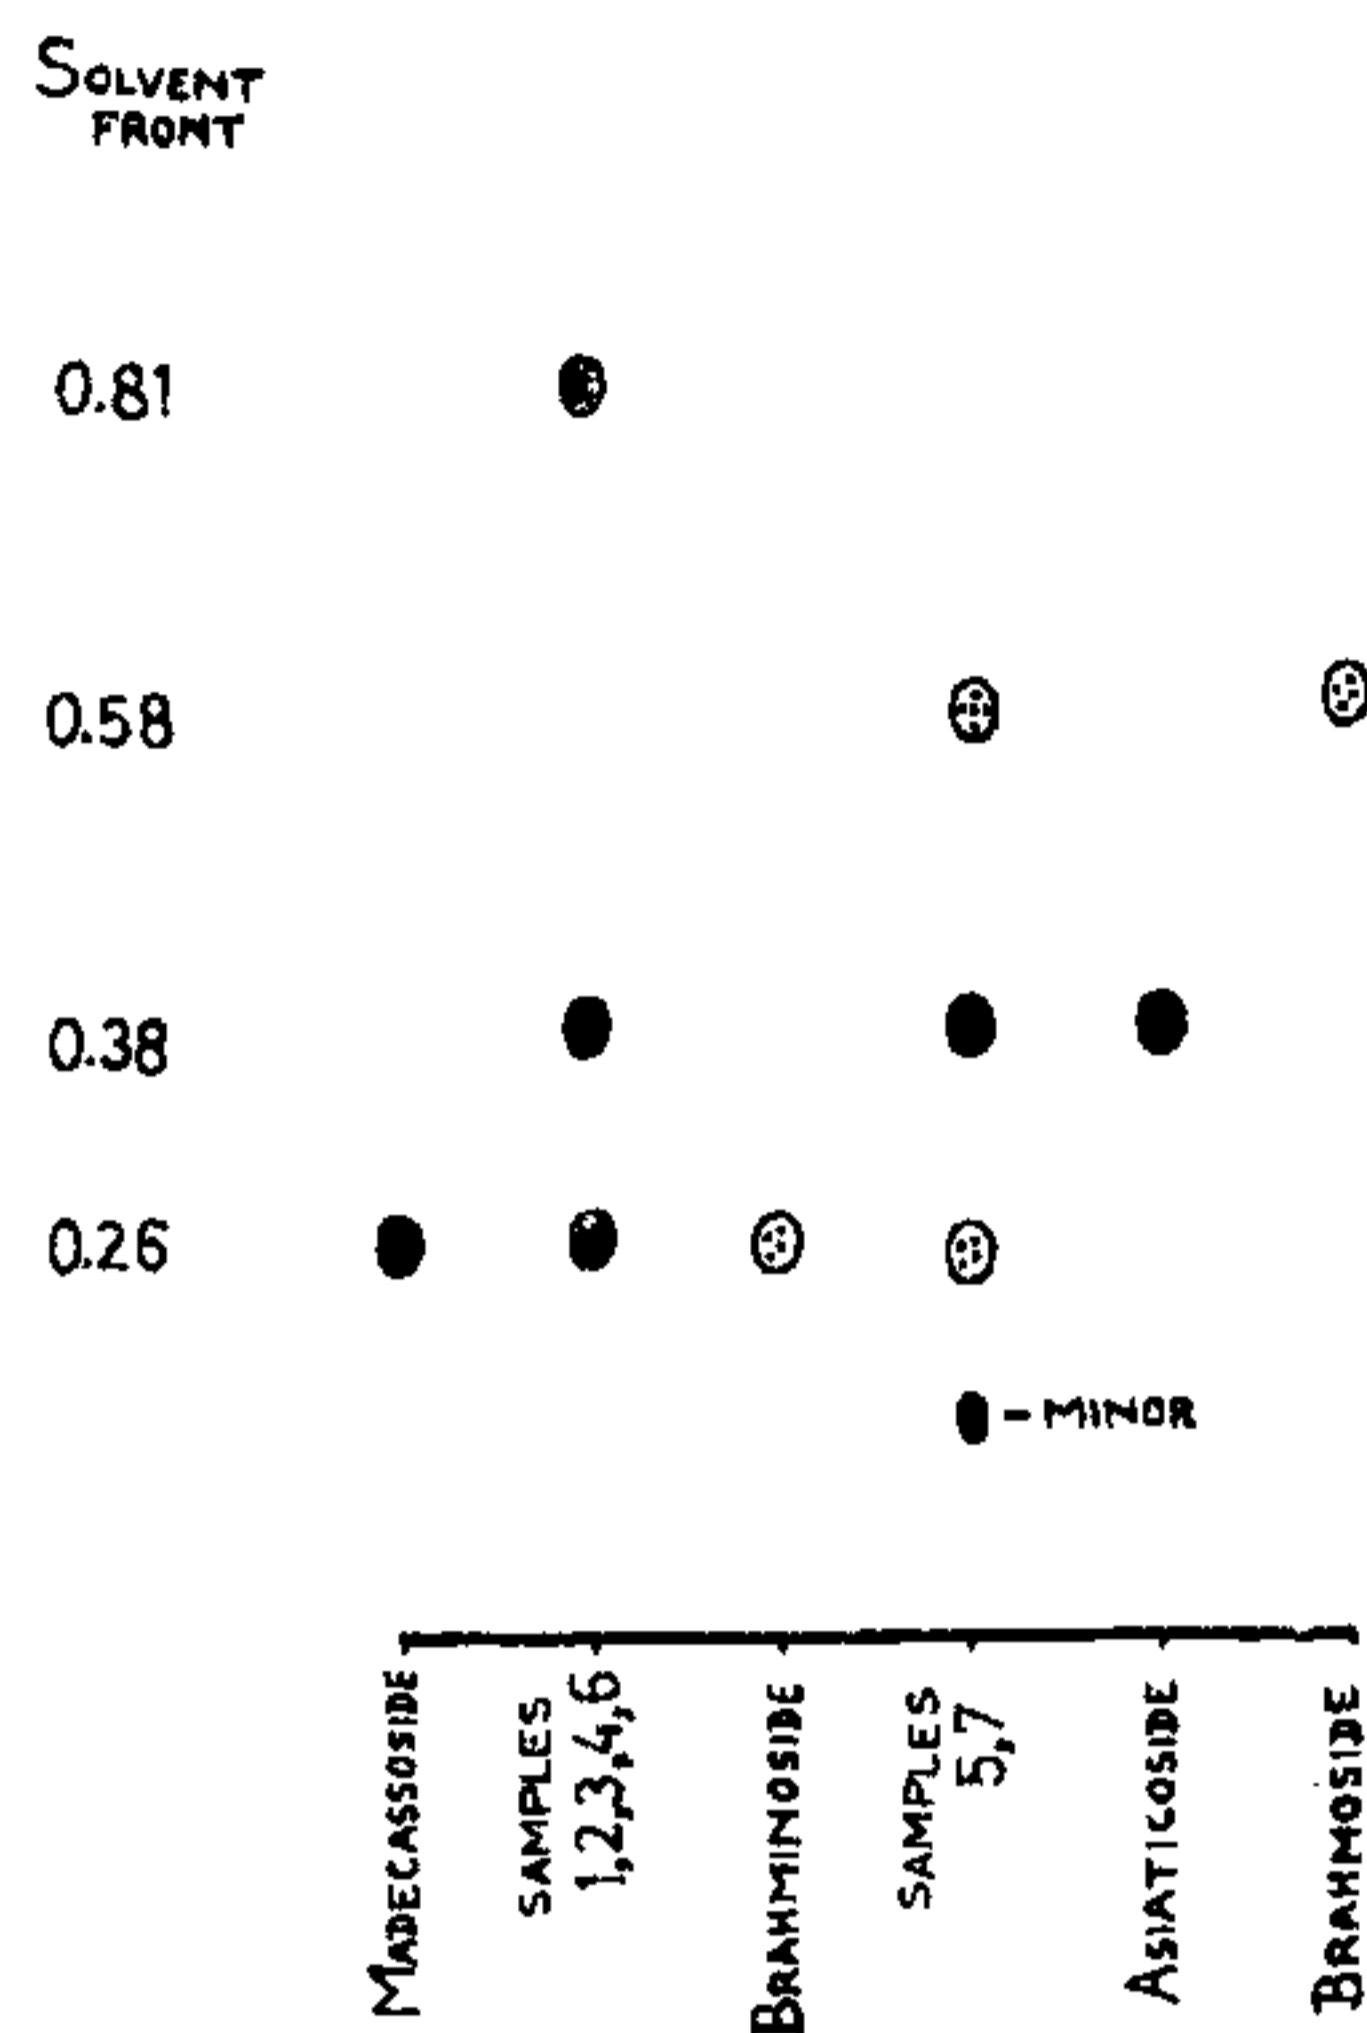 SOLVENT
FRONT
0.81
0.58
0.38
0.26
- MINOR
MADECASSOSIDE
SAMPLES
1,2,3,4,6
BRAHMINOSIDE
SAMPLES
5,7
ASIATICOSIDE
BRAHMOSIDE